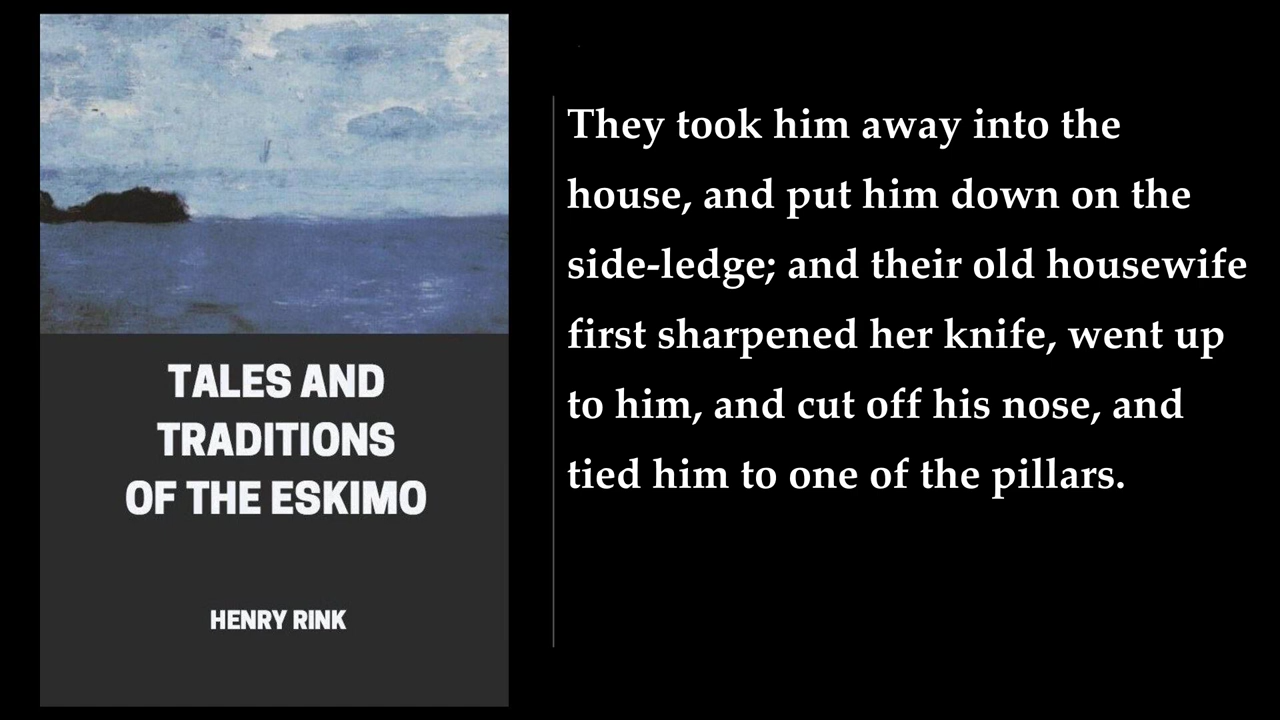 TALES AND
TRADITIONS
OF THE ESKIMO
HENRY RINK
They took him away into the
house, and put him down on the
side-ledge; and their old housewife
first sharpened her knife, went up
to him, and cut off his nose, and
tied him to one of the pillars.